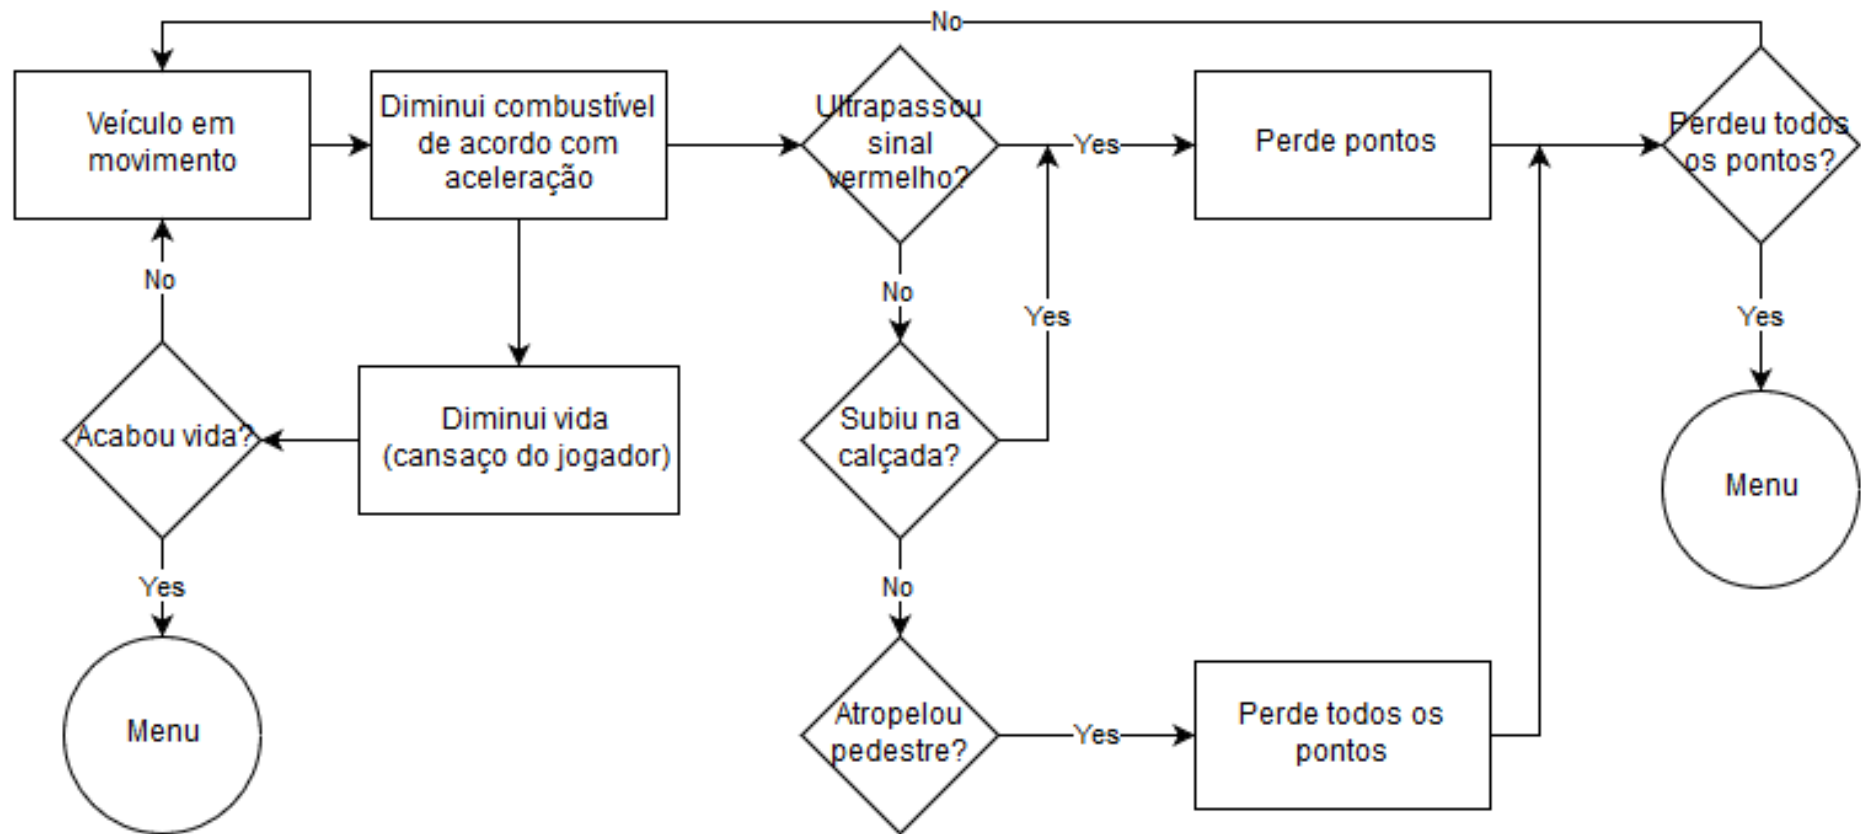 No
Veículo em
movimento
Diminui combustível
de acordo com
aceleração
Ultrapassou
sinal
vermelho?
Yes
Perde pontos
Perdeu todos
os pontos?
No
No
Yes
Yes
Acabou vida?
Diminui vida
(cansaço do jogador)
Subiu na
calçada?
Menu
Yes
No
Menu
Atropelou
pedestre?
Yes
Perde todos os
pontos